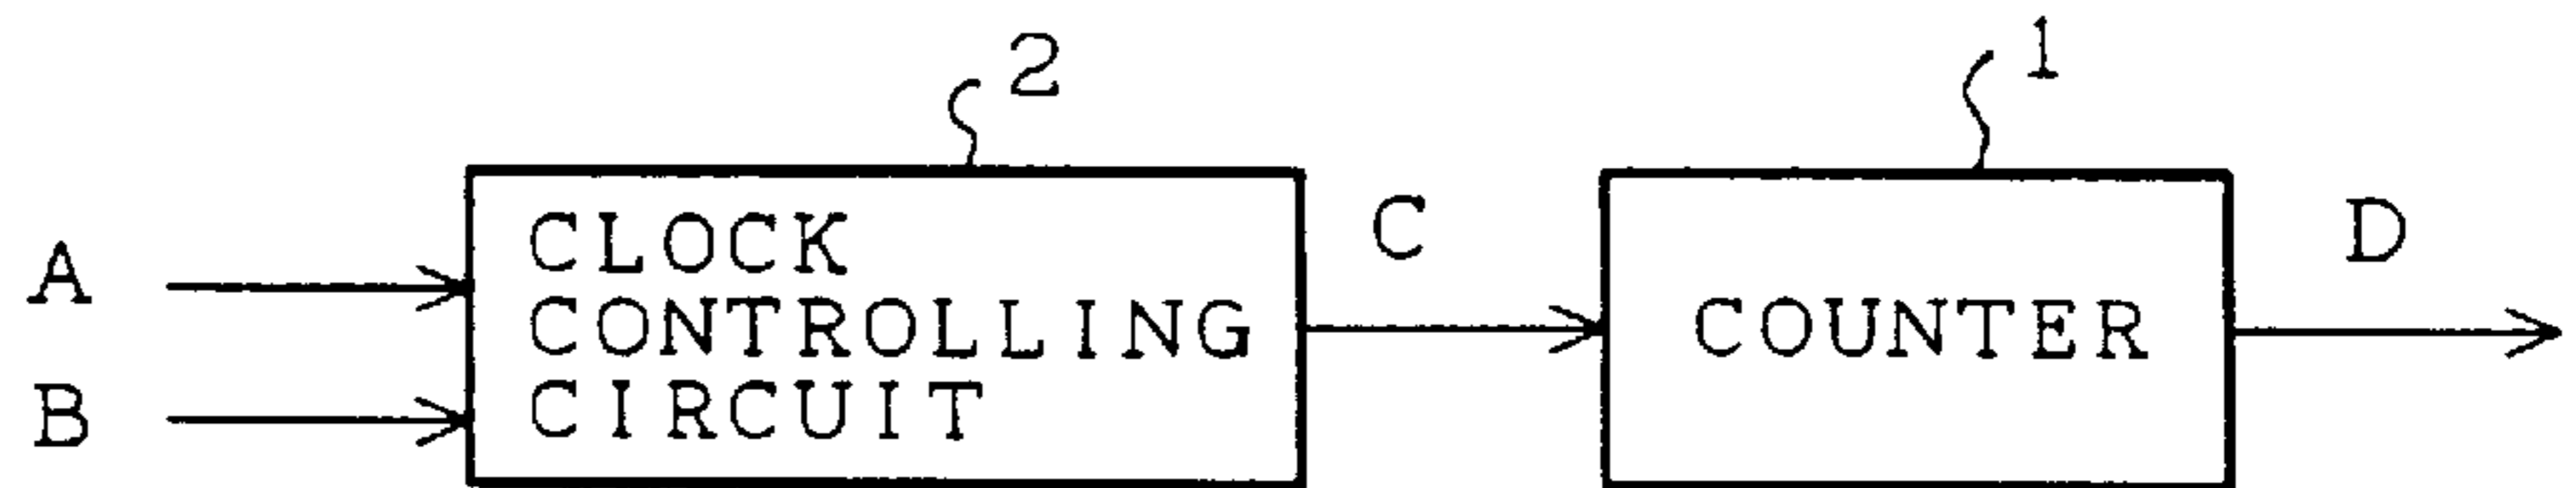 2
1
A
B
CLOCK
CONTROLLING
CIRCUIT
C
COUNTER
D